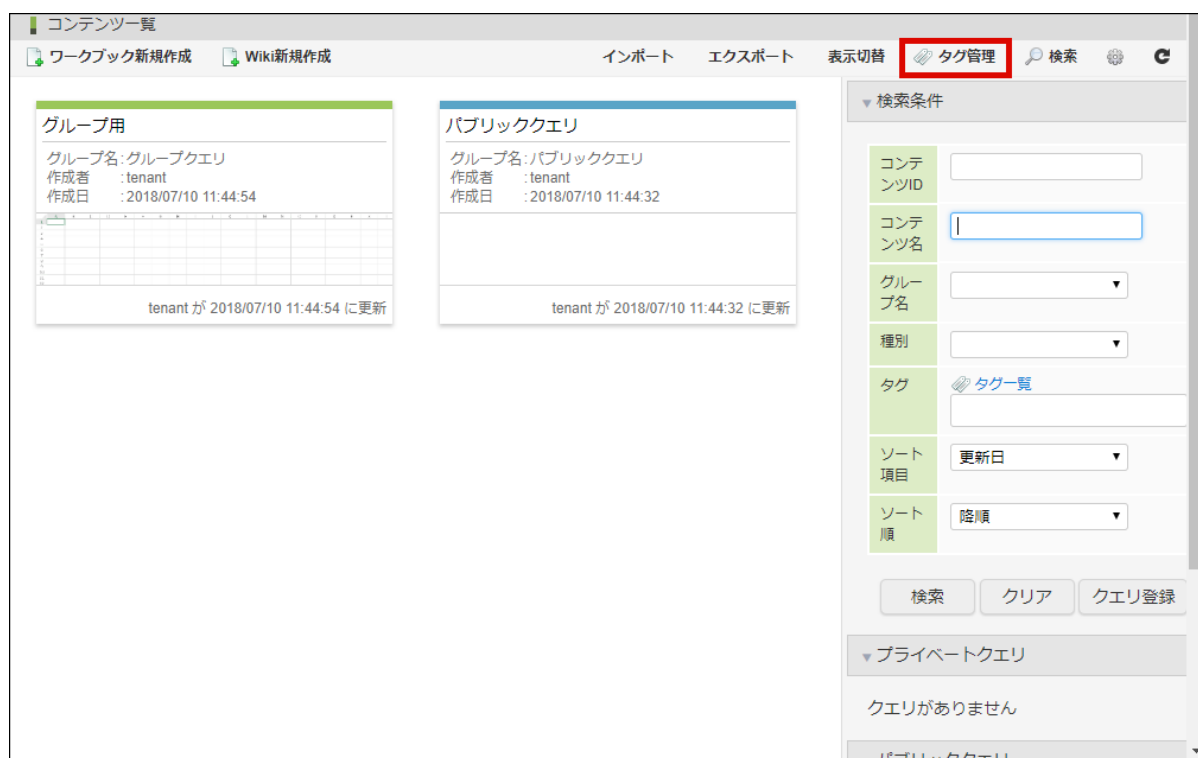 コンテンツ一覧
ワークブック新規作成 Wiki新規作成 インポート エクスポート 表示切替 タグ管理 検索
グループ用
グループ名:グループクエリ
作成者 :tenant
作成日 :2018/07/10 11:44:54
tenant が 2018/07/10 11:44:54 に更新
パブリッククエリ
グループ名:パブリッククエリ
作成者 :tenant
作成日 :2018/07/10 11:44:32
tenant が 2018/07/10 11:44:32 に更新
検索条件
コンテ
ンツID
コンテ
ンツ名
グルー
プ名
種別
タグ タグ一覧
ソート
項目
更新日
ソート
順
降順
検索 クリア クエリ登録
プライベートクエリ
クエリがありません
パブリッククエリ